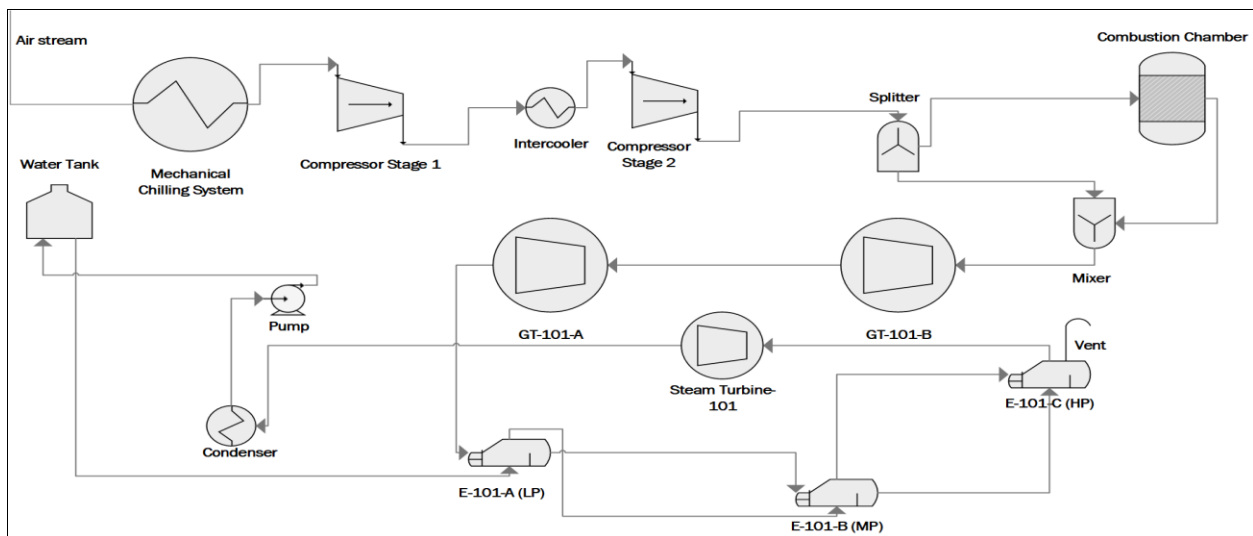 Air stream
Combustion Chamber
Splitter
Intercooler
Compressor Stage 1
Compressor
Stage 2
Water Tank
Mechanical
Chilling System
Mixer
Pump
GT-101-A
GT-101-B
Vent
Steam Turbine-
101
E-101-C (HP)
Condenser
E-101-A (LP)
E-101-B (MP)